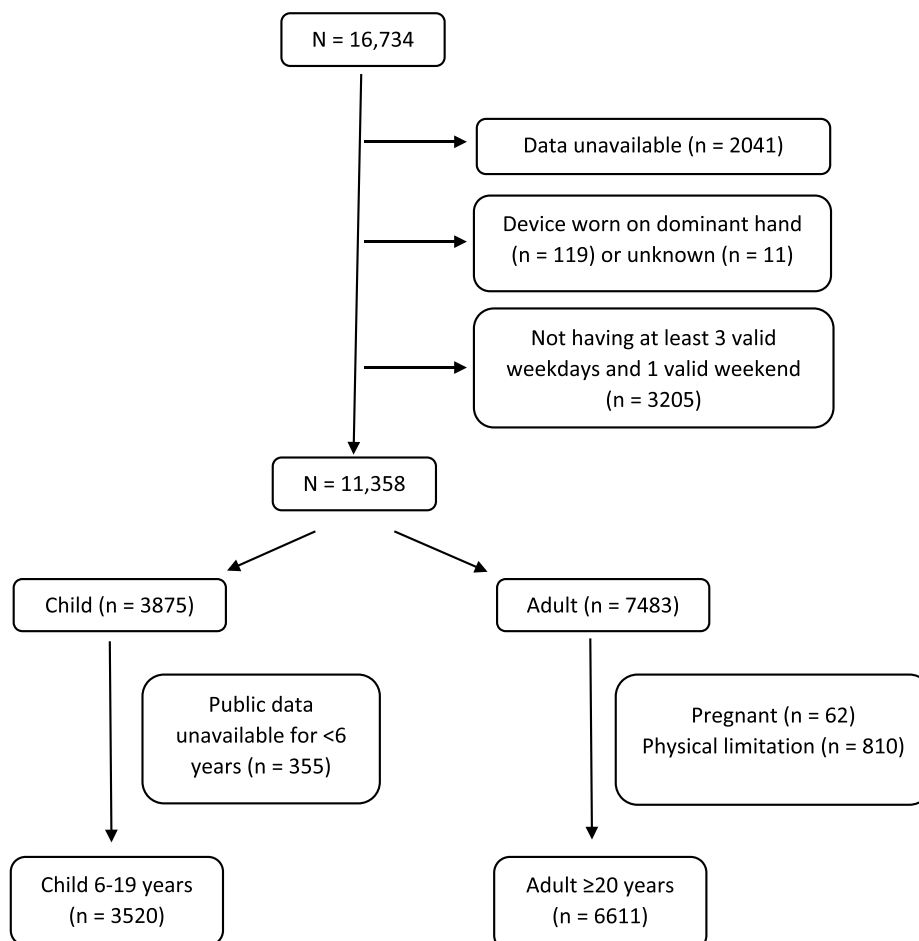 N = 16,734
Data unavailable (n = 2041)
Device worn on dominant hand
(n = 119) or unknown (n = 11)
Not having at least 3 valid
weekdays and 1 valid weekend
(n = 3205)
N = 11,358
Child (n = 3875)
Adult (n = 7483)
Public data
unavailable for <6
years (n = 355)
Pregnant (n = 62)
Physical limitation (n = 810)
Child 6-19 years
(n = 3520)
Adult ≥20 years
(n = 6611)